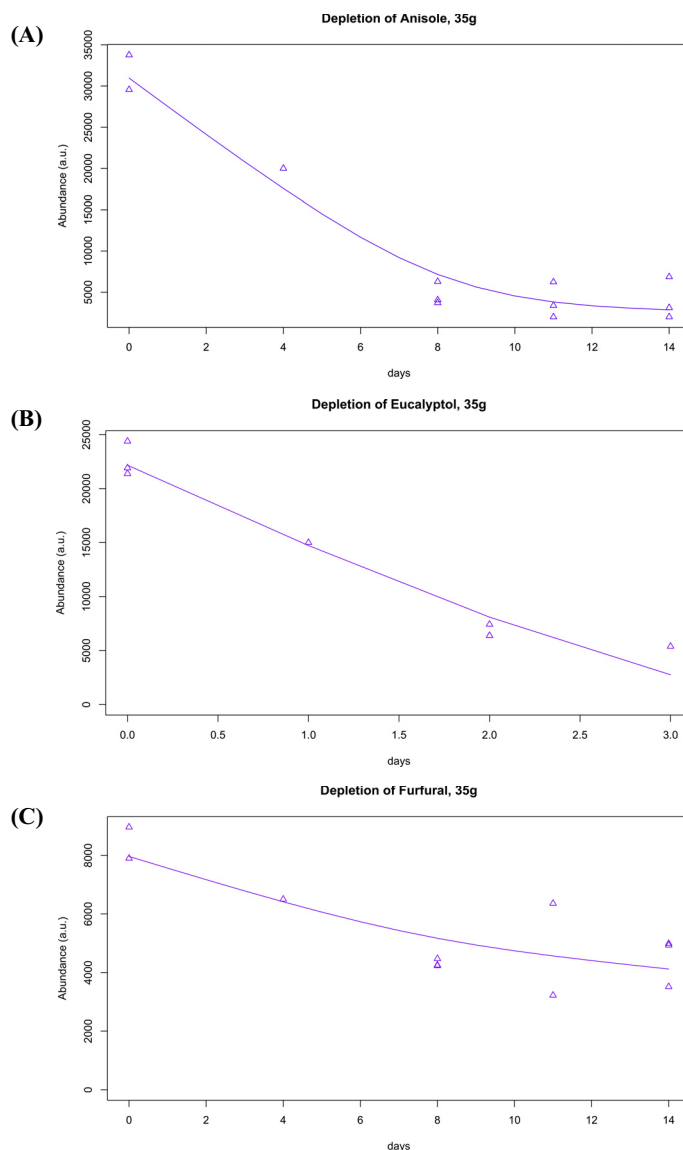 (A)
Depletion of Anisole, 35g
Abundance (a.u.)
5000 10000 15000 20000 25000 30000 35000
0 2 4 6 8 10 12 14
days
(B)
Depletion of Eucalyptol, 35g
Abundance (a.u.)
0 5000 10000 15000 20000 25000
0.0 0.5 1.0 1.5 2.0 2.5 3.0
days
(C)
Depletion of Furfural, 35g
Abundance (a.u.)
0 2000 4000 6000 8000
0 2 4 6 8 10 12 14
days